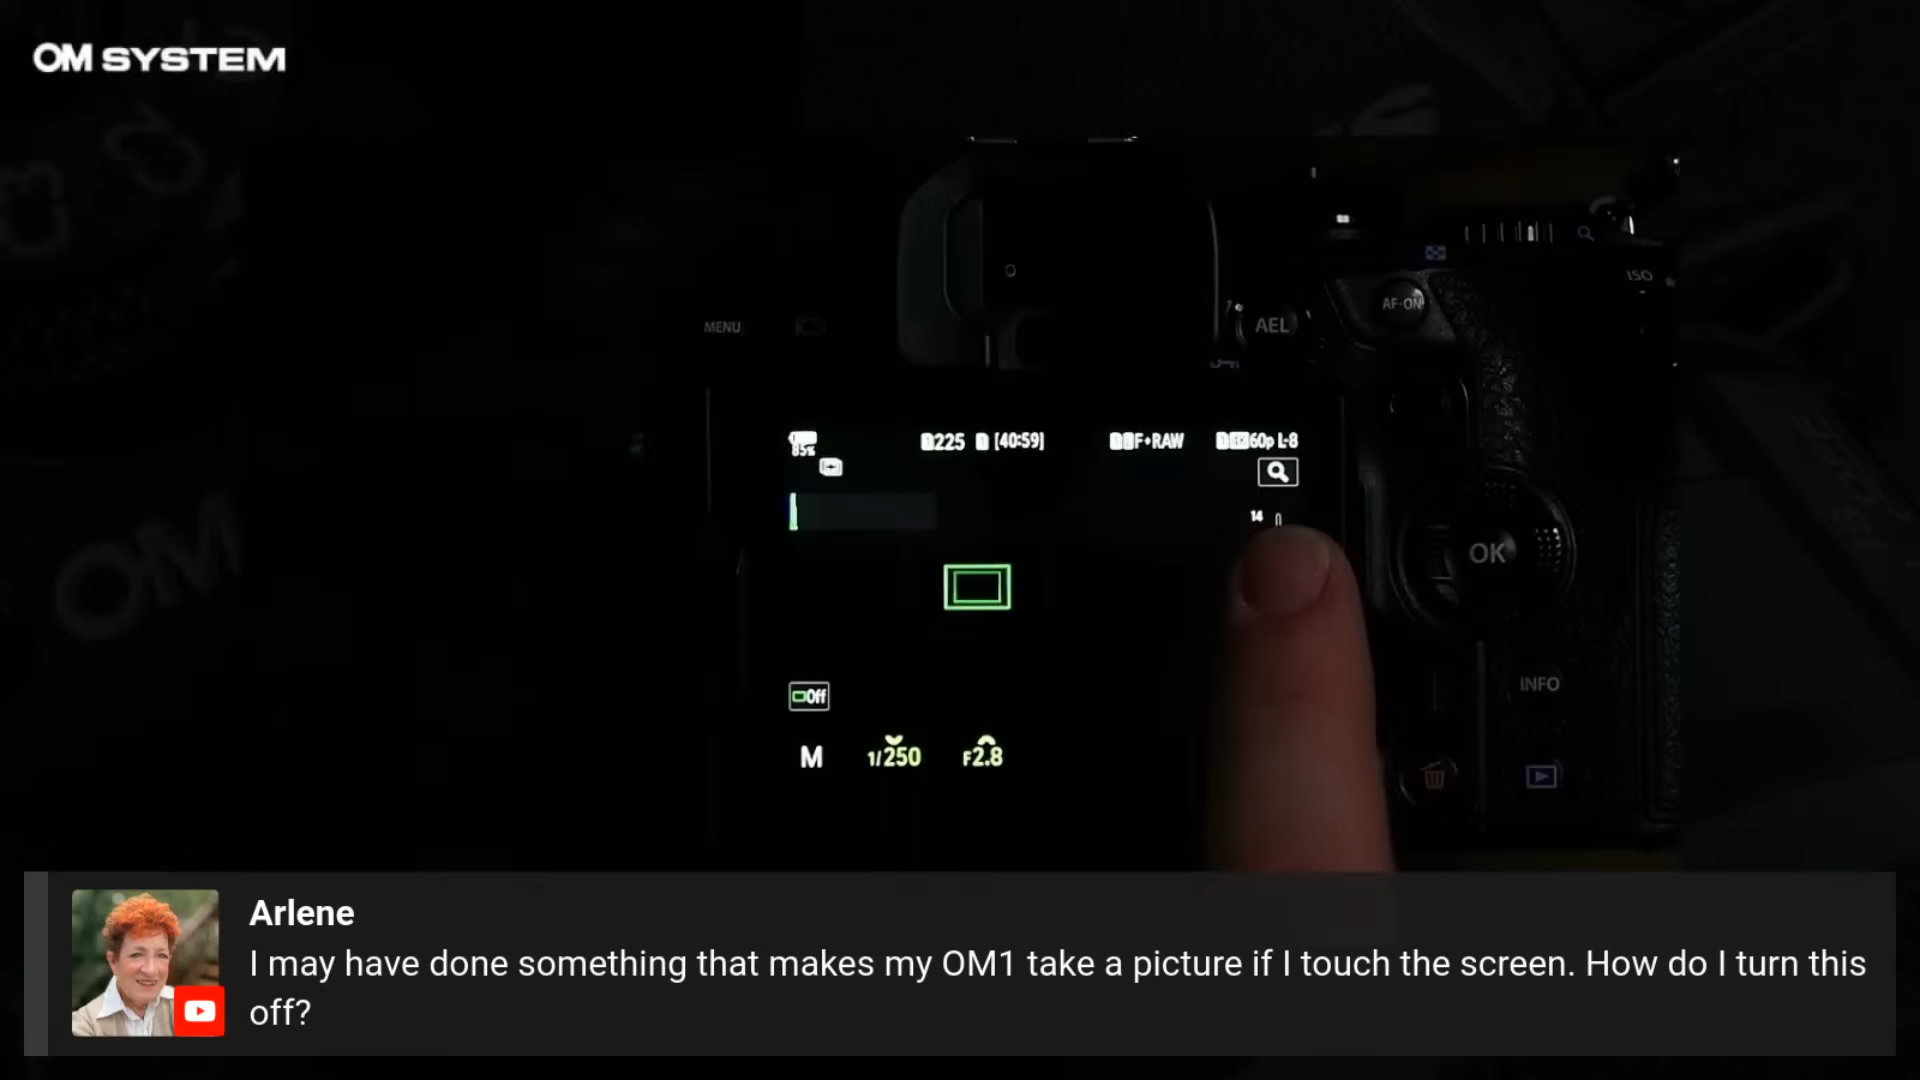 OM SYSTEM
MENU
AEL
AF-ON
ISO
85%
225 [40:59]
F+RAW
60p L-8
14
OK
Off
INFO
M 1/250 F2.8
OM
Arlene
I may have done something that makes my OM1 take a picture if I touch the screen. How do I turn this
off?